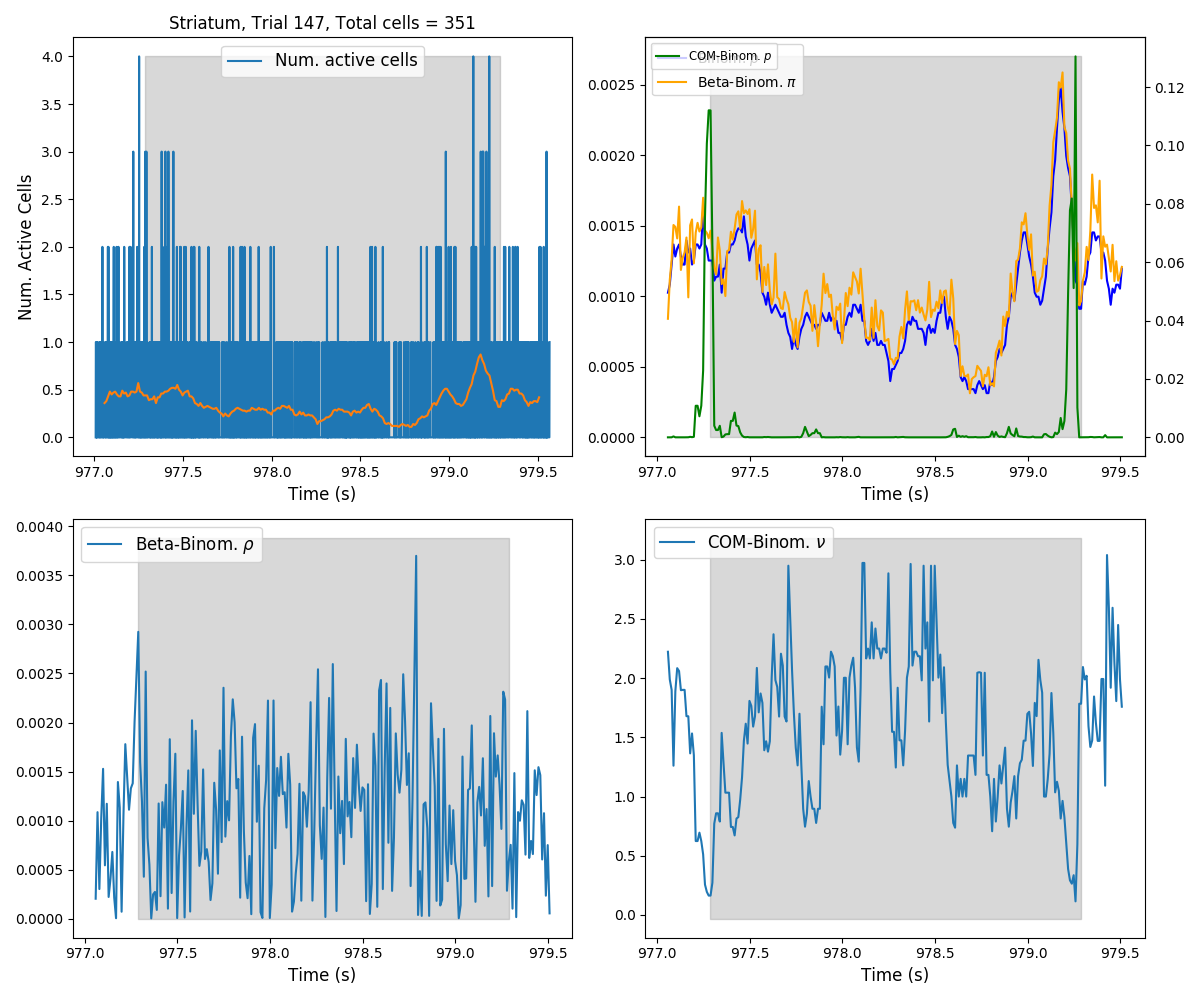 Striatum, Trial 147, Total cells = 351
Num. Active Cells
4.0
3.5
3.0
2.5
2.0
1.5
1.0
0.5
0.0
Num. active cells
977.0 977.5 978.0 978.5 979.0 979.5
Time (s)
0.0025
0.0020
0.0015
0.0010
0.0005
0.0000
COM-Binom. p
Beta-Binom. π
0.12
0.10
0.08
0.06
0.04
0.02
0.00
977.0 977.5 978.0 978.5 979.0 979.5
Time (s)
0.0040
0.0035
0.0030
0.0025
0.0020
0.0015
0.0010
0.0005
0.0000
Beta-Binom. ρ
977.0 977.5 978.0 978.5 979.0 979.5
Time (s)
3.0
2.5
2.0
1.5
1.0
0.5
0.0
COM-Binom. ν
977.0 977.5 978.0 978.5 979.0 979.5
Time (s)